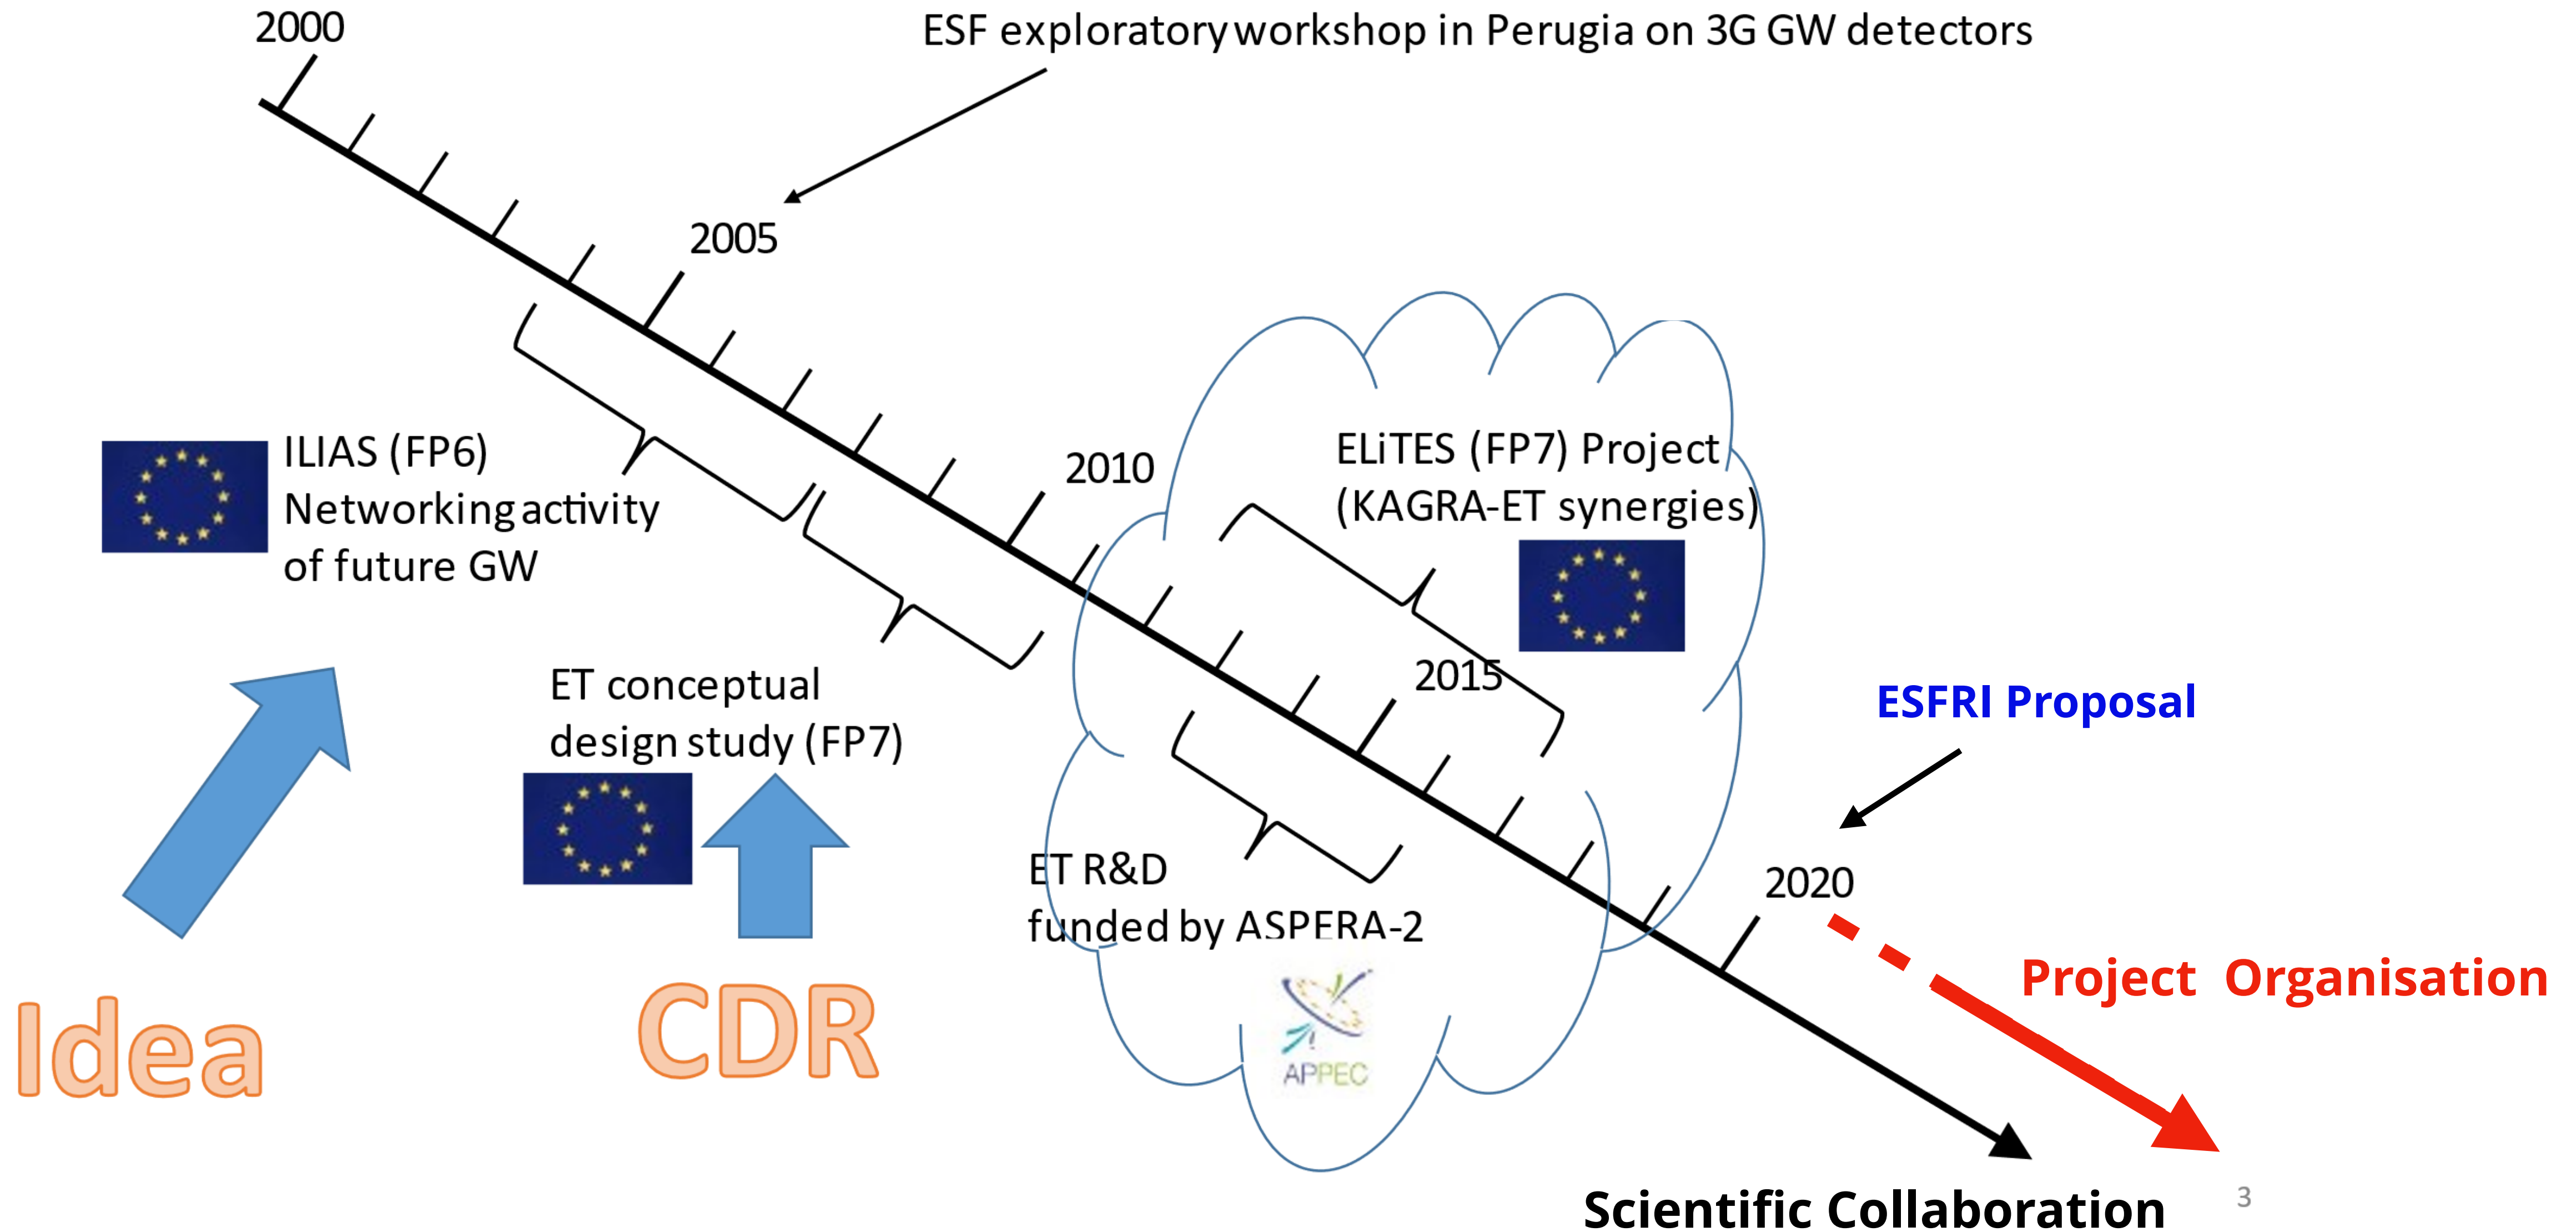 2000
ESF exploratory workshop in Perugia on 3G GW detectors
2005
2010
ILIAS (FP6)
Networking activity
of future GW
ELiTES (FP7) Project
(KAGRA-ET synergies)
2015
ET conceptual
design study (FP7)
ESFRI Proposal
ET R&D
funded by ASPERA-2
2020
Project Organisation
Idea
CDR
APPEC
Scientific Collaboration
3